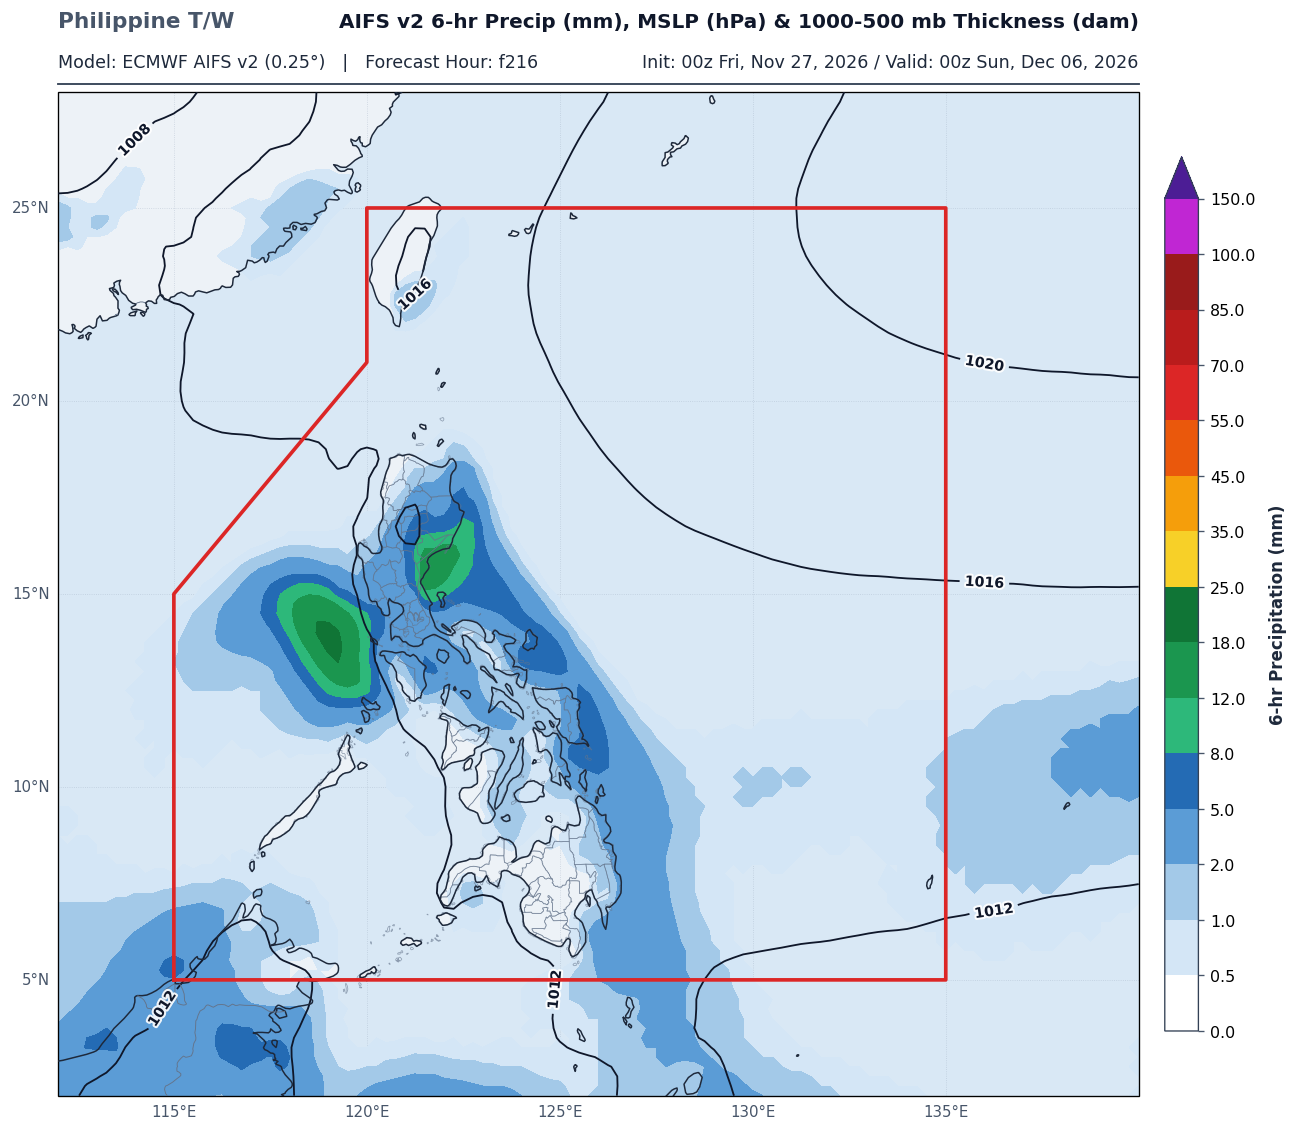 Philippine T/W
AIFS v2 6-hr Precip (mm), MSLP (hPa) & 1000-500 mb Thickness (dam)
Model: ECMWF AIFS v2 (0.25°) | Forecast Hour: f216
Init: 00z Fri, Nov 27, 2026 / Valid: 00z Sun, Dec 06, 2026
1008
1016
1020
1016
1012
1012
1012
25°N
20°N
15°N
10°N
5°N
115°E
120°E
125°E
130°E
135°E
150.0
100.0
85.0
70.0
55.0
45.0
35.0
25.0
18.0
12.0
8.0
5.0
2.0
1.0
0.5
0.0
6-hr Precipitation (mm)